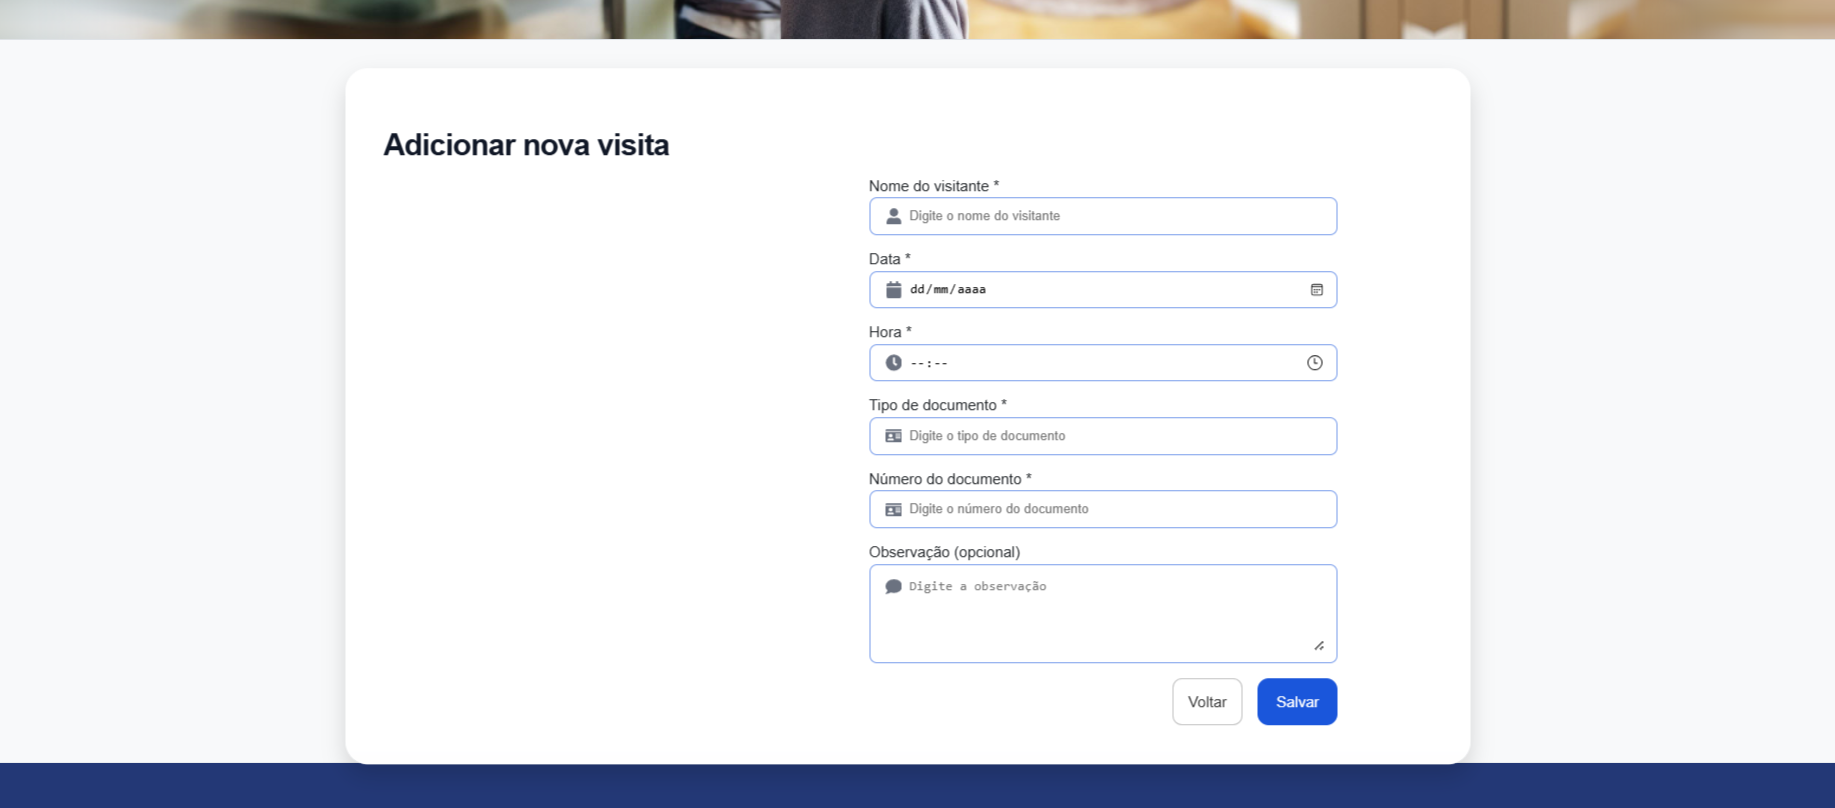 Adicionar nova visita
Nome do visitante *
Digite o nome do visitante
Data *
dd/mm/aaaa
Hora *
--:--
Tipo de documento *
Digite o tipo de documento
Número do documento *
Digite o número do documento
Observação (opcional)
Digite a observação
Voltar
Salvar